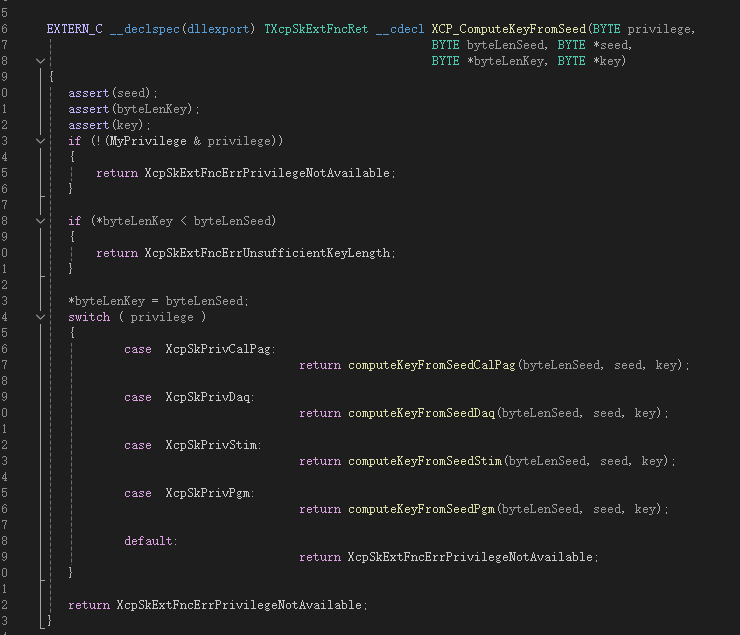 5
6 EXTERN_C __declspec(dllexport) TXcpSkExtFncRet __cdecl XCP_ComputeKeyFromSeed(BYTE privilege,
7 BYTE byteLenSeed, BYTE *seed,
8 BYTE *byteLenKey, BYTE *key)
9 {
0 assert(seed);
1 assert(byteLenKey);
2 assert(key);
3 if (!(MyPrivilege & privilege))
4 {
5 return XcpSkExtFncErrPrivilegeNotAvailable;
6 }
7
8 if (*byteLenKey < byteLenSeed)
9 {
0 return XcpSkExtFncErrUnsufficientKeyLength;
1 }
2
3 *byteLenKey = byteLenSeed;
4 switch ( privilege )
5 {
6 case XcpSkPrivCalPag:
7 return computeKeyFromSeedCalPag(byteLenSeed, seed, key);
8
9 case XcpSkPrivDaq:
0 return computeKeyFromSeedDaq(byteLenSeed, seed, key);
1
2 case XcpSkPrivStim:
3 return computeKeyFromSeedStim(byteLenSeed, seed, key);
4
5 case XcpSkPrivPgm:
6 return computeKeyFromSeedPgm(byteLenSeed, seed, key);
7
8 default:
9 return XcpSkExtFncErrPrivilegeNotAvailable;
0 }
1
2 return XcpSkExtFncErrPrivilegeNotAvailable;
3 }